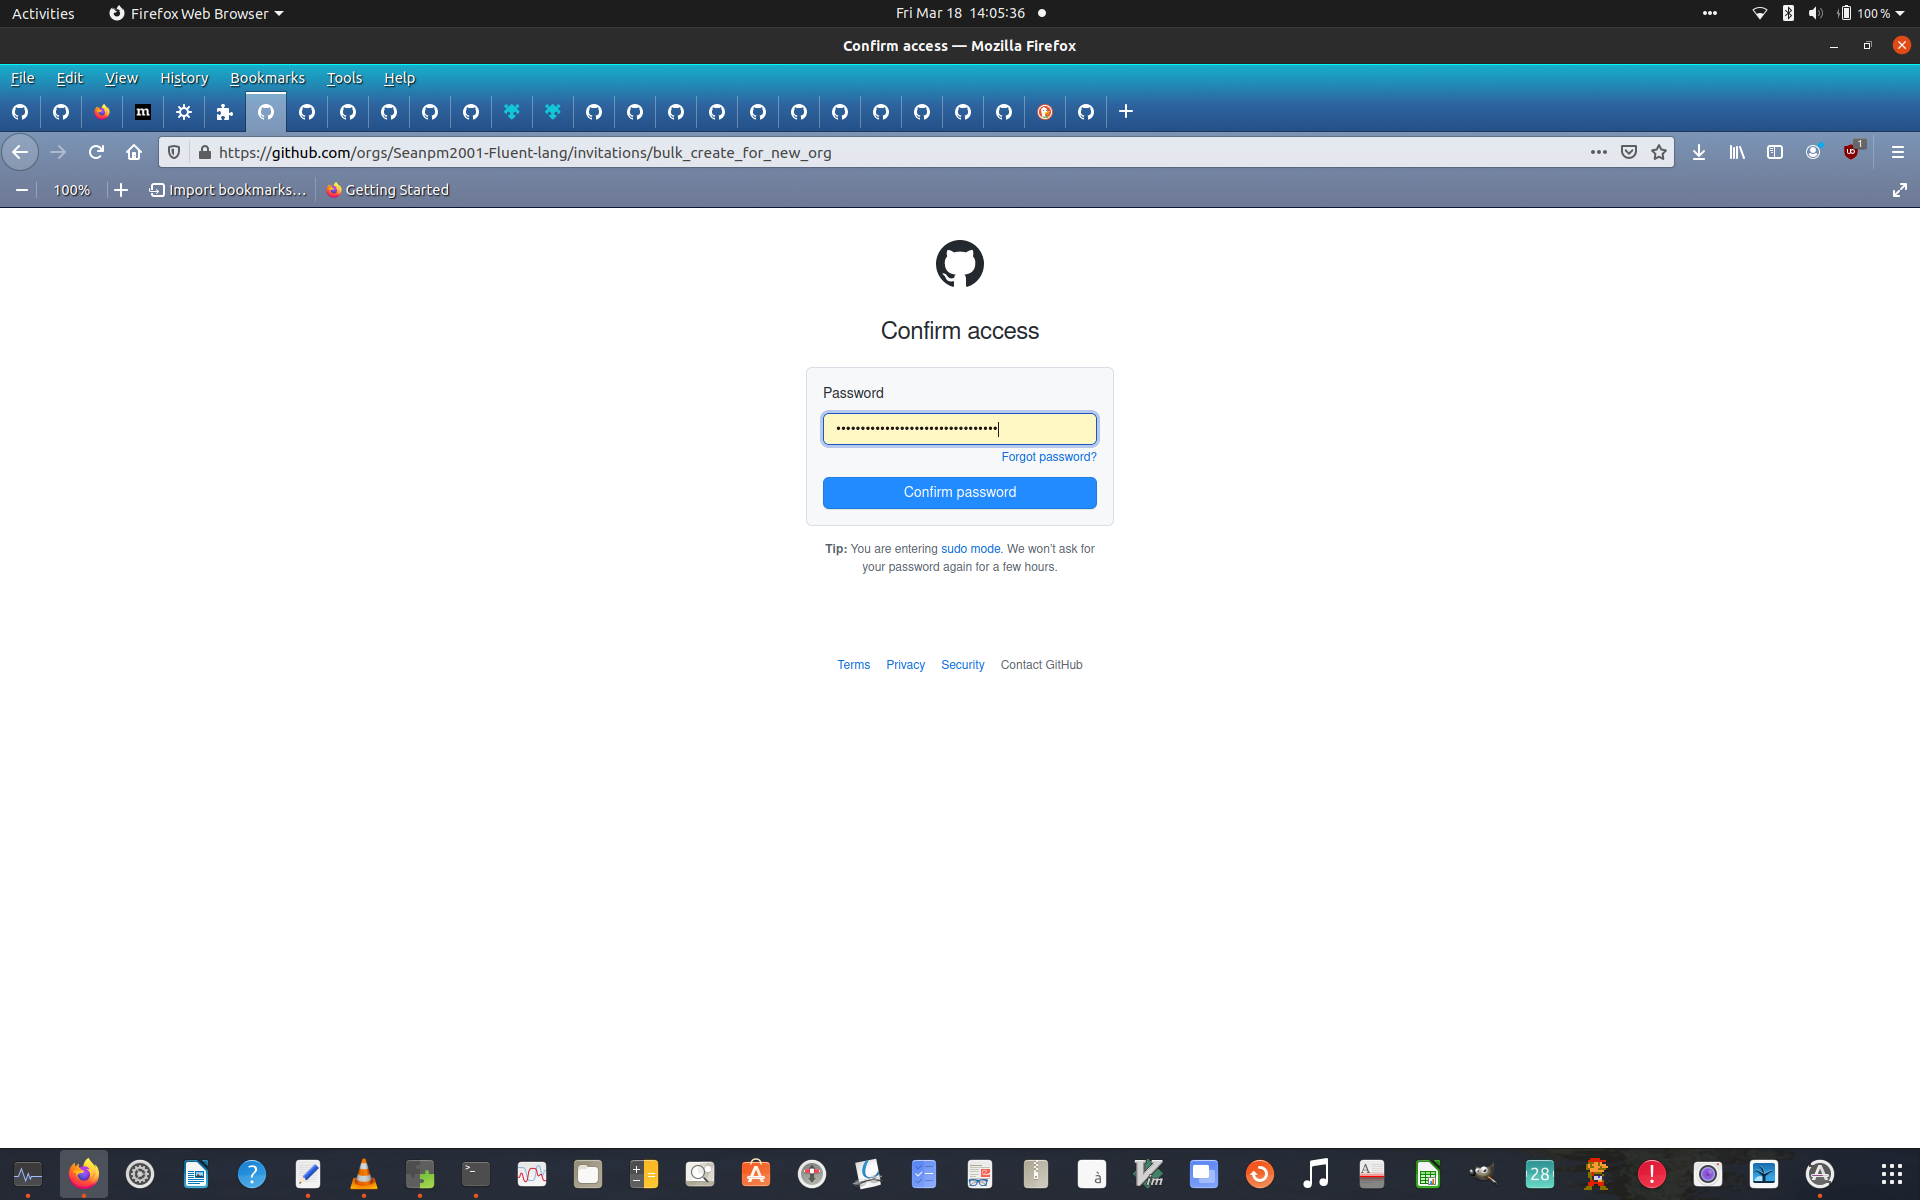 Activities
Firefox Web Browser
Fri Mar 18 14:05:36
100 %
Confirm access — Mozilla Firefox
File Edit View History Bookmarks Tools Help
https://github.com/orgs/Seanpm2001-Fluent-lang/invitations/bulk_create_for_new_org
1
100%
Import bookmarks…
Getting Started
Confirm access
Password
Forgot password?
Confirm password
Tip: You are entering sudo mode. We won't ask for
your password again for a few hours.
Terms Privacy Security Contact GitHub
28